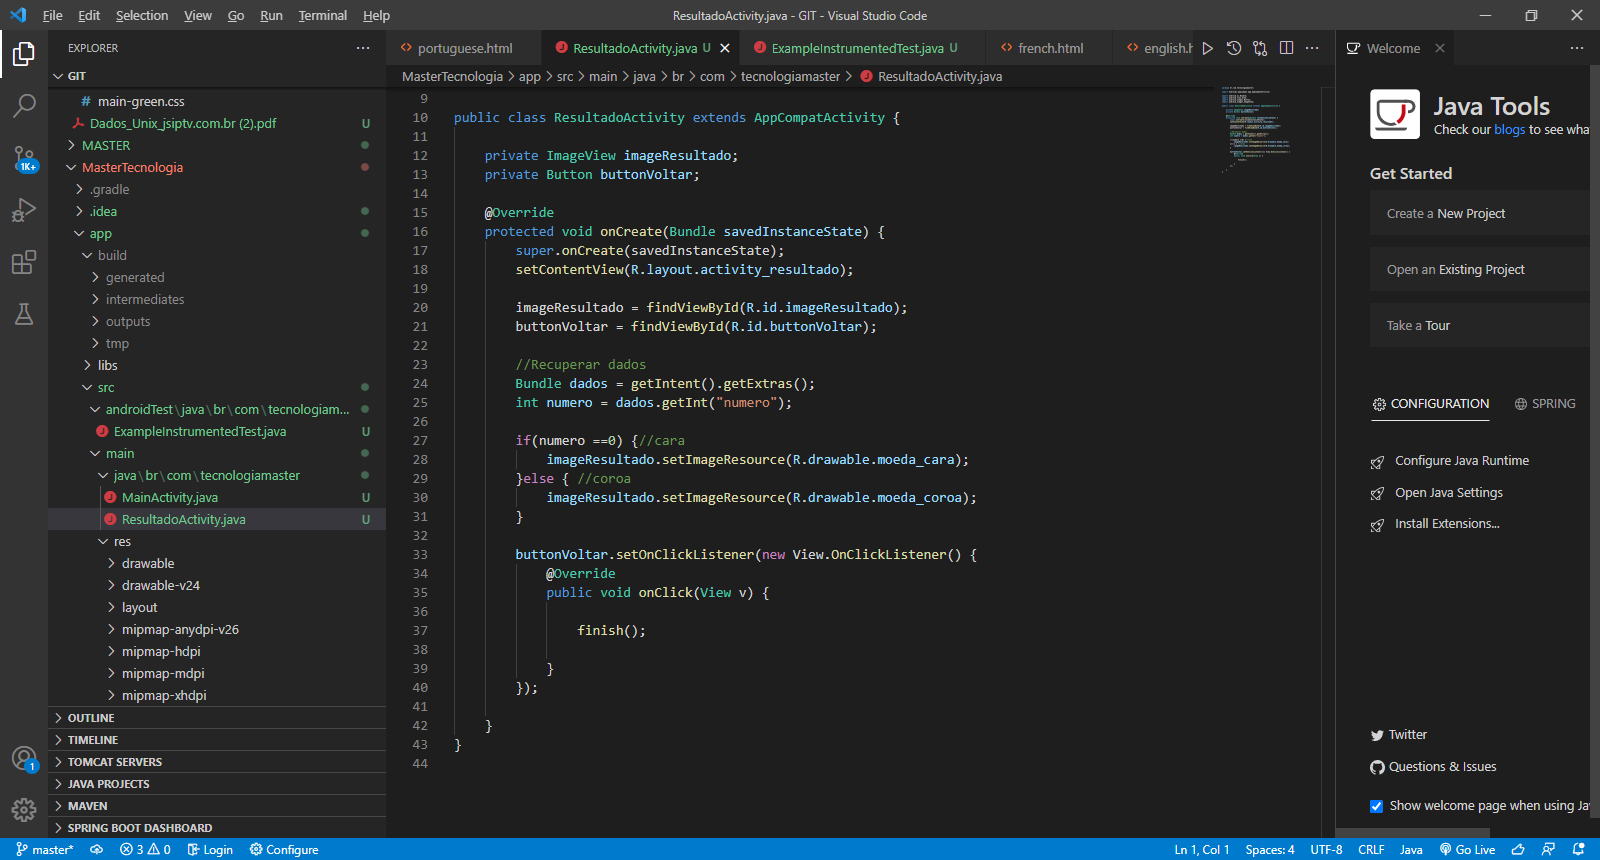 File Edit Selection View Go Run Terminal Help ResultadoActivity.java - GIT - Visual Studio Code
EXPLORER
portuguese.html ResultadoActivity.java U ExampleInstrumentedTest.java U french.html english.h
Welcome
MasterTecnologia > app > src > main > java > br > com > tecnologiamaster > ResultadoActivity.java
GIT
# main-green.css
Dados_Unix_jsiptv.com.br (2).pdf U
MASTER
MasterTecnologia
.gradle
.idea
app
build
generated
intermediates
outputs
tmp
libs
src
androidTest\java\br\com\tecnologiam...
ExampleInstrumentedTest.java U
main
java\br\com\tecnologiamaster
MainActivity.java U
ResultadoActivity.java U
res
drawable
drawable-v24
layout
mipmap-anydpi-v26
mipmap-hdpi
mipmap-mdpi
mipmap-xhdpi
OUTLINE
TIMELINE
TOMCAT SERVERS
JAVA PROJECTS
MAVEN
SPRING BOOT DASHBOARD
1K+
1
9
10 public class ResultadoActivity extends AppCompatActivity {
11
12 private ImageView imageResultado;
13 private Button buttonVoltar;
14
15 @Override
16 protected void onCreate(Bundle savedInstanceState) {
17 super.onCreate(savedInstanceState);
18 setContentView(R.layout.activity_resultado);
19
20 imageResultado = findViewById(R.id.imageResultado);
21 buttonVoltar = findViewById(R.id.buttonVoltar);
22
23 //Recuperar dados
24 Bundle dados = getIntent().getExtras();
25 int numero = dados.getInt("numero");
26
27 if(numero ==0) {//cara
28 imageResultado.setImageResource(R.drawable.moeda_cara);
29 }else { //coroa
30 imageResultado.setImageResource(R.drawable.moeda_coroa);
31 }
32
33 buttonVoltar.setOnClickListener(new View.OnClickListener() {
34 @Override
35 public void onClick(View v) {
36
37 finish();
38
39 }
40 });
41
42 }
43 }
44
Java Tools
Check our blogs to see wha
Get Started
Create a New Project
Open an Existing Project
Take a Tour
CONFIGURATION SPRING
Configure Java Runtime
Open Java Settings
Install Extensions...
Twitter
Questions & Issues
Show welcome page when using Ja
master* 3 0 Login Configure Ln 1, Col 1 Spaces: 4 UTF-8 CRLF Java Go Live